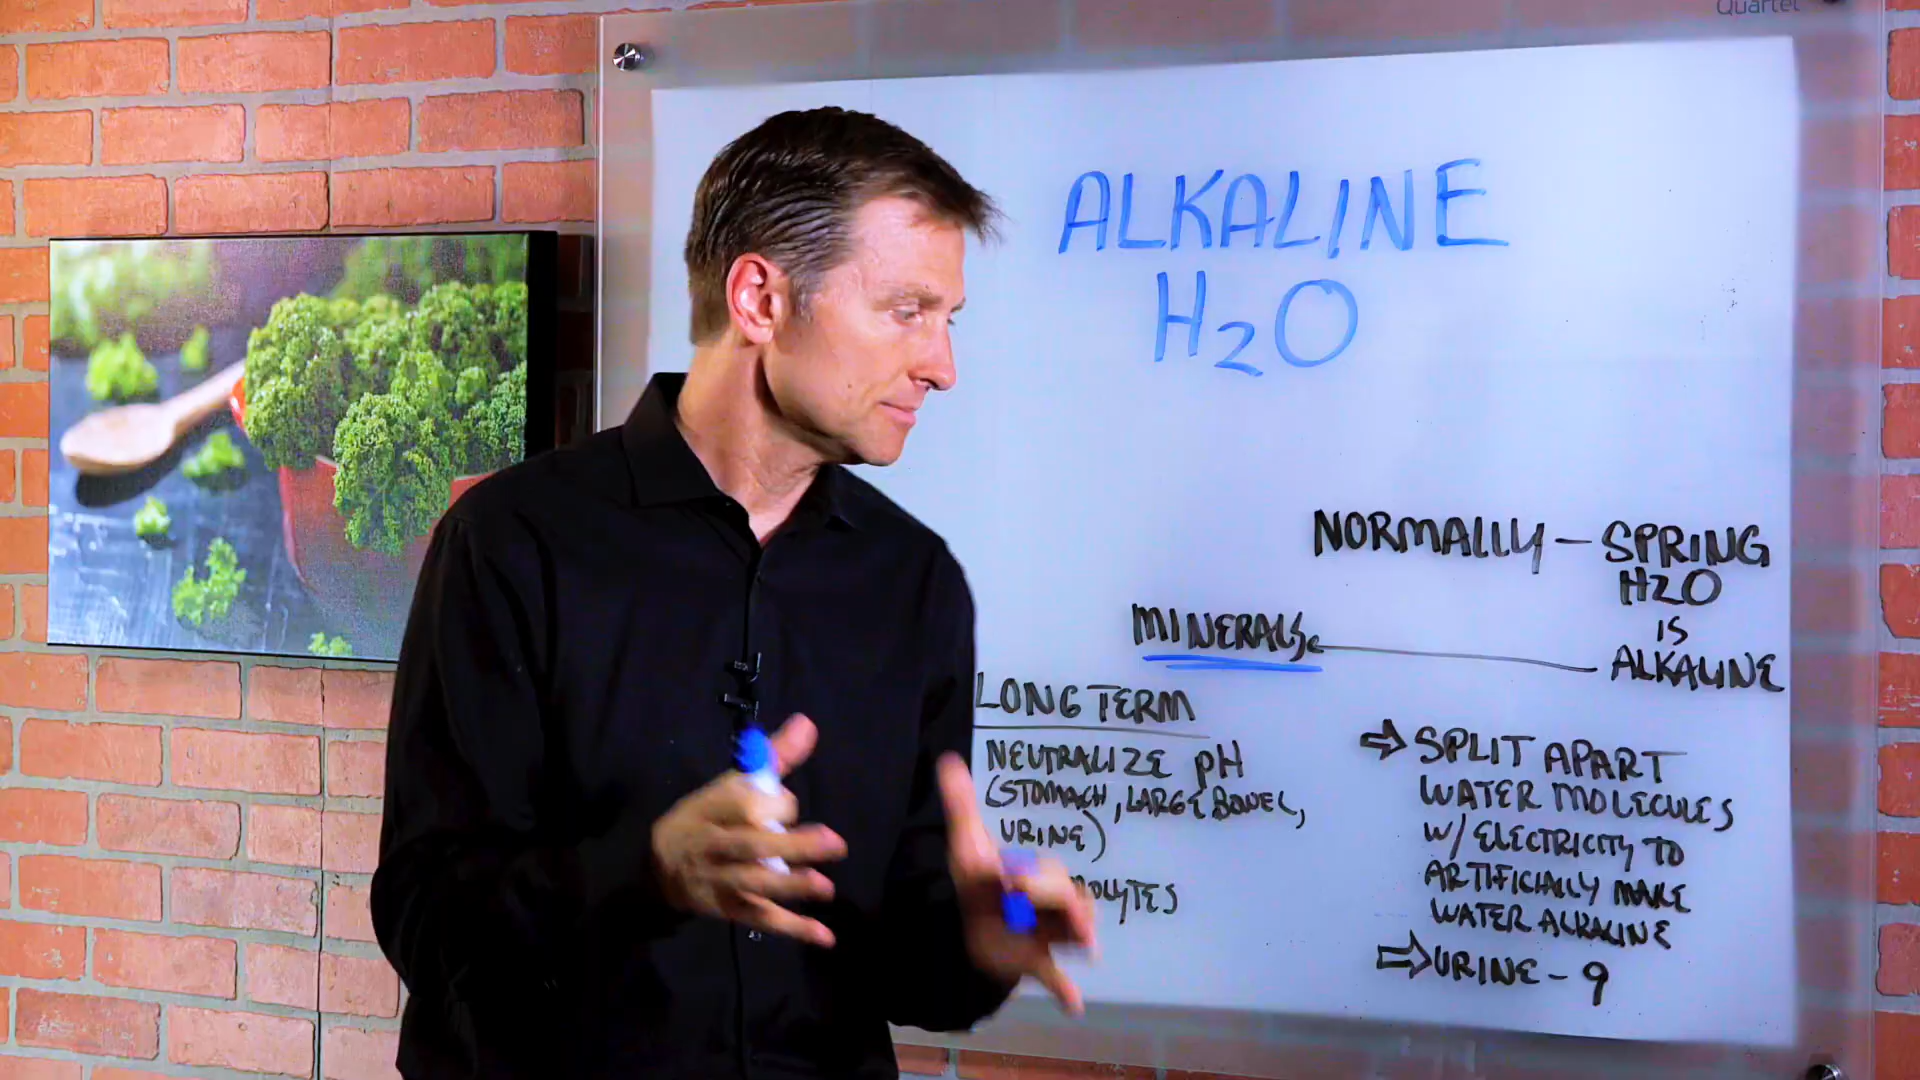 Quartet
ALKALINE
H2O
NORMALLY – SPRING
H2O
IS
ALKALINE
MINERALS
LONG TERM
NEUTRALIZE pH
(STOMACH, LARGE BOWEL,
URINE)
⇨ SPLIT APART
WATER MOLECULES
W/ ELECTRICITY TO
ARTIFICIALLY MAKE
WATER ALKALINE
⇨ URINE – 9